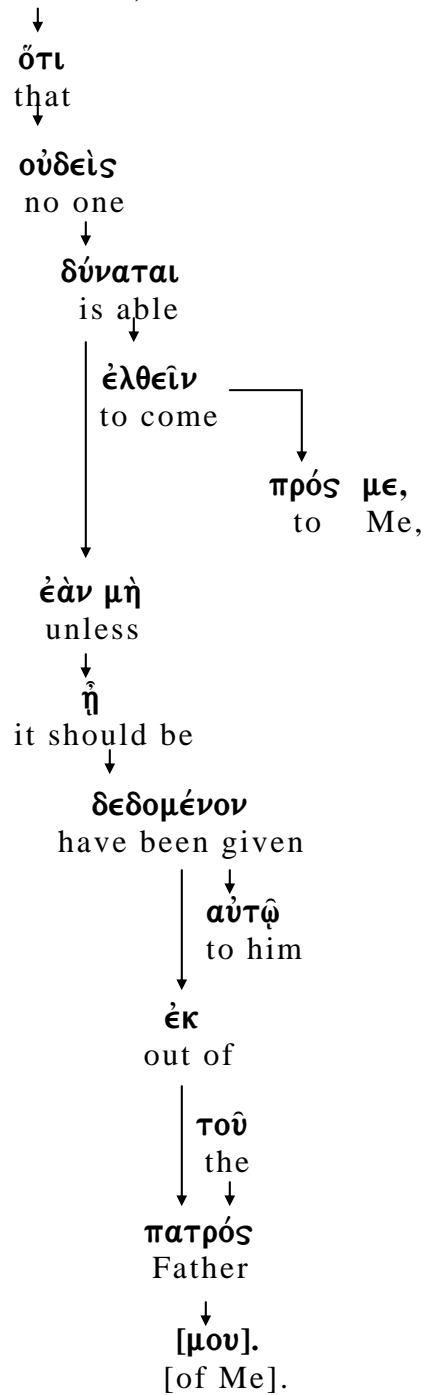 ὅτι
that
οὐδεὶς
no one
δύναται
is able
ἐλθεῖν
to come
πρός με,
to Me,
ἐὰν μὴ
unless
ᾖ
it should be
δεδομένον
have been given
αὐτῷ
to him
ἐκ
out of
τοῦ
the
πατρός
Father
[μου].
[of Me].